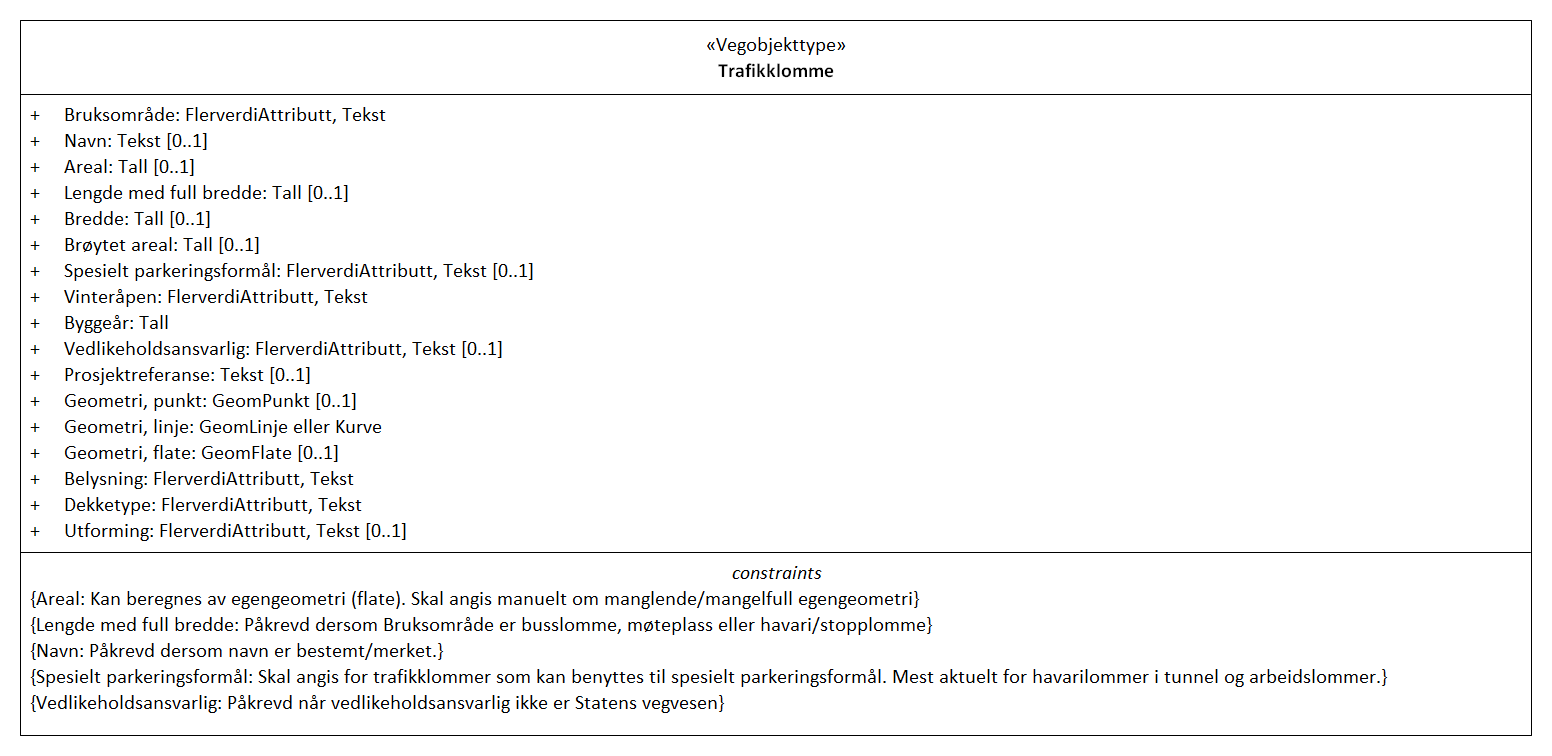 «Vegobjekttype»
Trafikklomme
+ Bruksområde: FlerverdiAttributt, Tekst
+ Navn: Tekst [0..1]
+ Areal: Tall [0..1]
+ Lengde med full bredde: Tall [0..1]
+ Bredde: Tall [0..1]
+ Brøytet areal: Tall [0..1]
+ Spesielt parkeringsformål: FlerverdiAttributt, Tekst [0..1]
+ Vinteråpen: FlerverdiAttributt, Tekst
+ Byggeår: Tall
+ Vedlikeholdsansvarlig: FlerverdiAttributt, Tekst [0..1]
+ Prosjektreferanse: Tekst [0..1]
+ Geometri, punkt: GeomPunkt [0..1]
+ Geometri, linje: GeomLinje eller Kurve
+ Geometri, flate: GeomFlate [0..1]
+ Belysning: FlerverdiAttributt, Tekst
+ Dekketype: FlerverdiAttributt, Tekst
+ Utforming: FlerverdiAttributt, Tekst [0..1]
constraints
{Areal: Kan beregnes av egengeometri (flate). Skal angis manuelt om manglende/mangelfull egengeometri}
{Lengde med full bredde: Påkrevd dersom Bruksområde er busslomme, møteplass eller havari/stopplomme}
{Navn: Påkrevd dersom navn er bestemt/merket.}
{Spesielt parkeringsformål: Skal angis for trafikklommer som kan benyttes til spesielt parkeringsformål. Mest aktuelt for havarilommer i tunnel og arbeidslommer.}
{Vedlikeholdsansvarlig: Påkrevd når vedlikeholdsansvarlig ikke er Statens vegvesen}